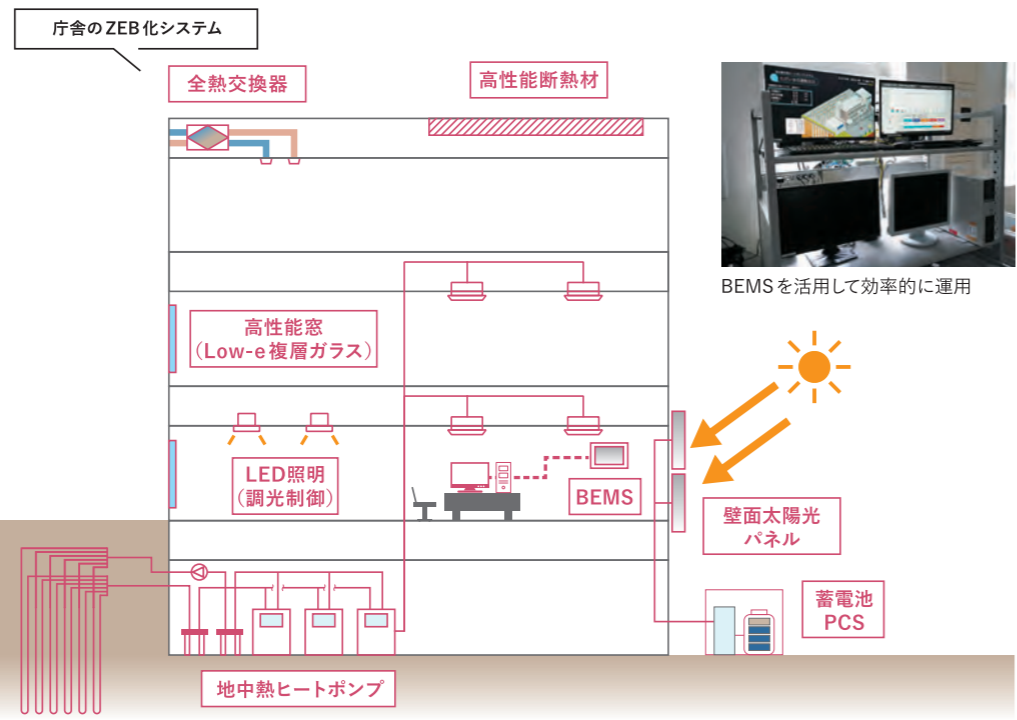 庁舎のZEB化システム
全熱交換器
高性能断熱材
BEMSを活用して効率的に運用
高性能窓
（Low-e複層ガラス）
LED照明
（調光制御）
BEMS
壁面太陽光
パネル
蓄電池
PCS
地中熱ヒートポンプ